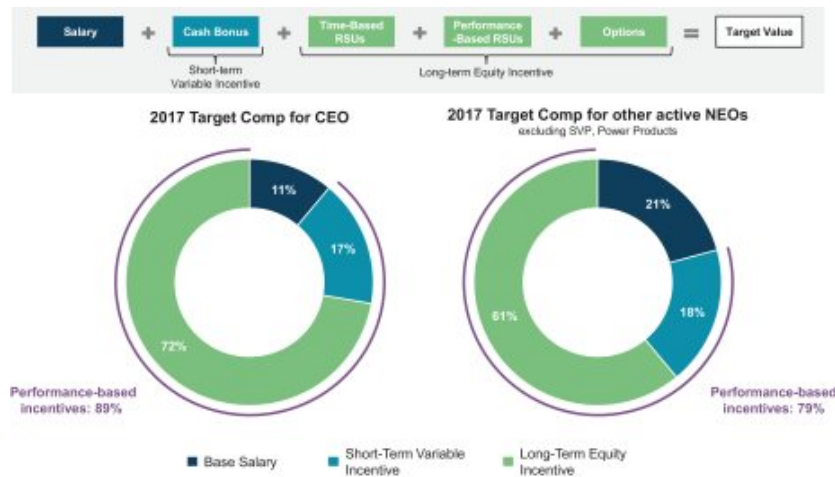 Salary + Cash Bonus + Time-Based RSUs + Performance -Based RSUs + Options = Target Value
Short-term
Variable Incentive
Long-term Equity Incentive
2017 Target Comp for CEO
11%
17%
72%
Performance-based
incentives: 89%
2017 Target Comp for other active NEOs
excluding SVP, Power Products
21%
18%
61%
Performance-based
incentives: 79%
Base Salary
Short-Term Variable
Incentive
Long-Term Equity
Incentive